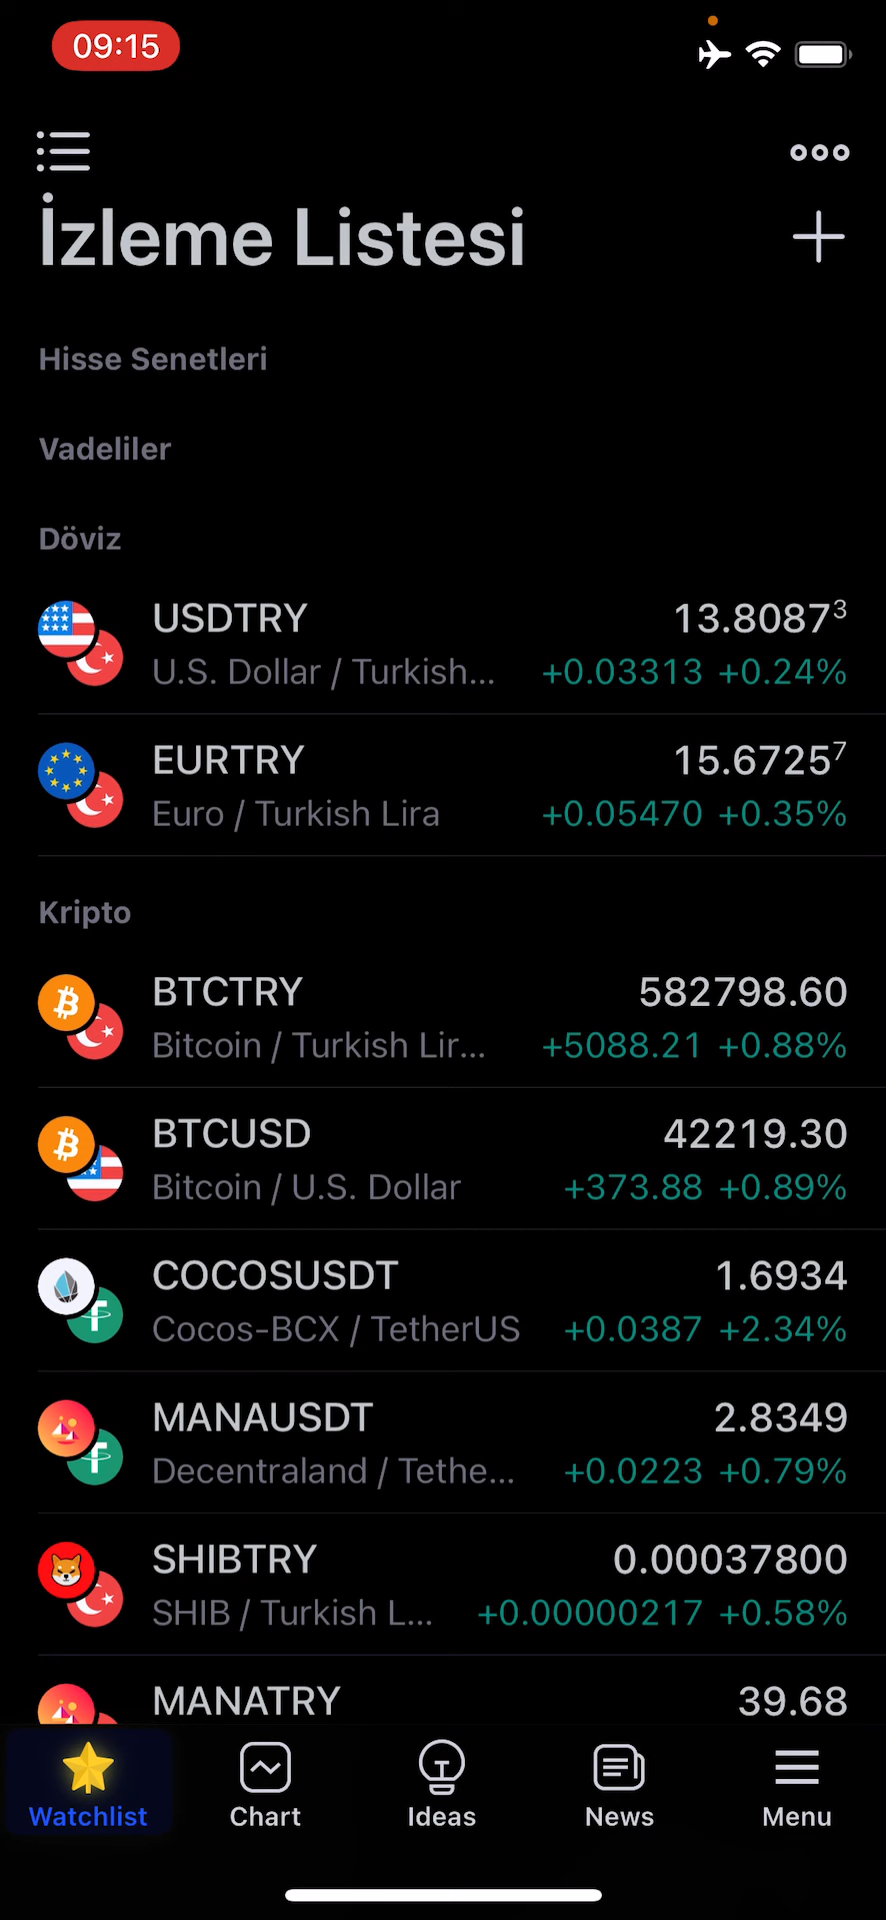 09:15
İzleme Listesi
Hisse Senetleri
Vadeliler
Döviz
USDTRY 13.8087³
U.S. Dollar / Turkish... +0.03313 +0.24%
EURTRY 15.6725⁷
Euro / Turkish Lira +0.05470 +0.35%
Kripto
BTCTRY 582798.60
Bitcoin / Turkish Lir... +5088.21 +0.88%
BTCUSD 42219.30
Bitcoin / U.S. Dollar +373.88 +0.89%
COCOSUSDT 1.6934
Cocos-BCX / TetherUS +0.0387 +2.34%
MANAUSDT 2.8349
Decentraland / Tethe... +0.0223 +0.79%
SHIBTRY 0.00037800
SHIB / Turkish L... +0.00000217 +0.58%
MANATRY 39.68
Watchlist Chart Ideas News Menu